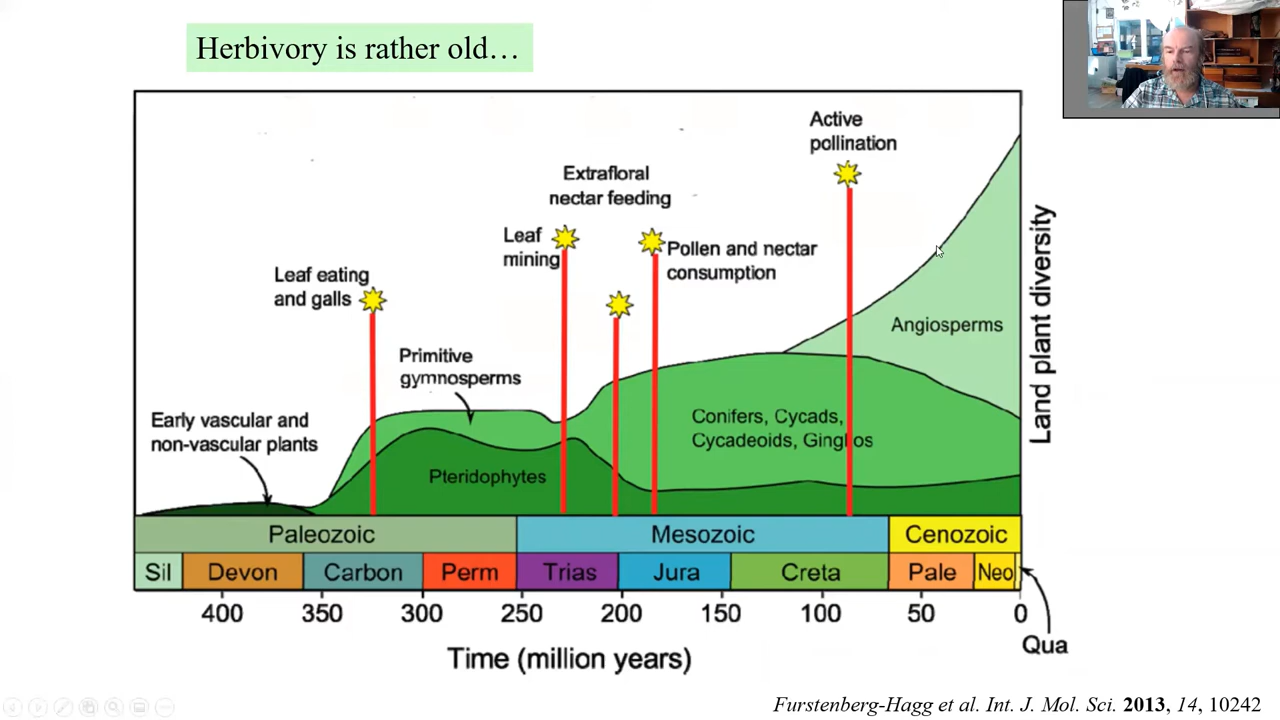 Herbivory is rather old…
Active
pollination
Extrafloral
nectar feeding
Leaf
mining
Pollen and nectar
consumption
Leaf eating
and galls
Primitive
gymnosperms
Early vascular and
non-vascular plants
Angiosperms
Conifers, Cycads,
Cycadeoids, Gingkos
Pteridophytes
Land plant diversity
Paleozoic Mesozoic Cenozoic
Sil Devon Carbon Perm Trias Jura Creta Pale Neo
400 350 300 250 200 150 100 50 0
Qua
Time (million years)
Furstenberg-Hagg et al. Int. J. Mol. Sci. 2013, 14, 10242